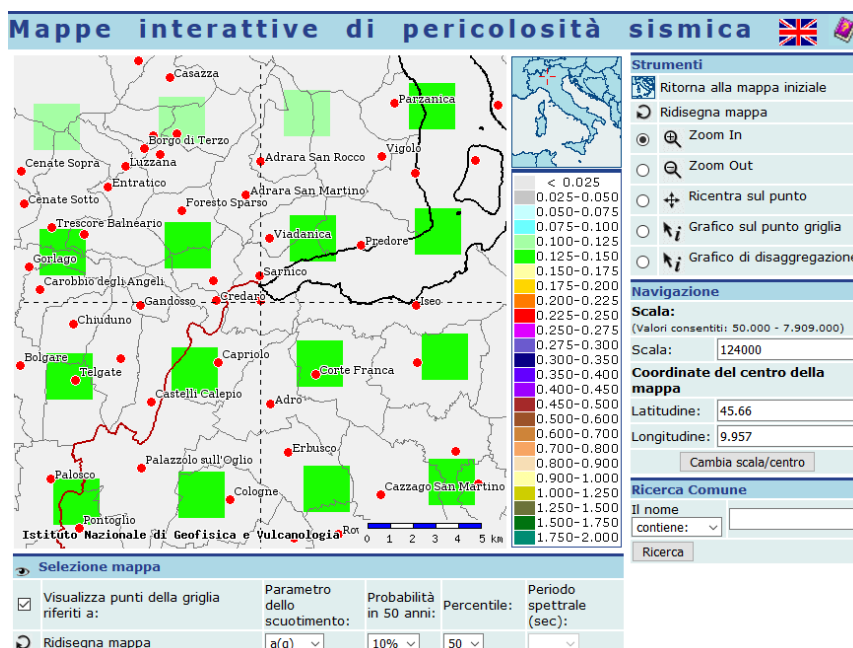 Mappe interattive di pericolosità sismica
Casazza
Parzanica
Borgo di Terzo
Vigolo
Cenate Sopra
Luzzana
Adrara San Rocco
Entratico
Adrara San Martino
Cenate Sotto
Foresto Sparso
Trescore Balneario
Viadanica
Predore
Gorlago
Sarnico
Carobbio degli Angeli
Credaro
Gandosso
Iseo
Chiuduno
Bolgare
Capriolo
Telgate
Corte Franca
Castelli Calepio
Adro
Erbusco
Palazzolo sull'Oglio
Palosco
Cologne
Cazzago San Martino
Pontoglio
Istituto Nazionale di Geofisica e Vulcanologia
0 1 2 3 4 5 km
< 0.025
0.025-0.050
0.050-0.075
0.075-0.100
0.100-0.125
0.125-0.150
0.150-0.175
0.175-0.200
0.200-0.225
0.225-0.250
0.250-0.275
0.275-0.300
0.300-0.350
0.350-0.400
0.400-0.450
0.450-0.500
0.500-0.600
0.600-0.700
0.700-0.800
0.800-0.900
0.900-1.000
1.000-1.250
1.250-1.500
1.500-1.750
1.750-2.000
Strumenti
Ritorna alla mappa iniziale
Ridisegna mappa
Zoom In
Zoom Out
Ricentra sul punto
Grafico sul punto griglia
Grafico di disaggregazione
Navigazione
Scala:
(Valori consentiti: 50.000 - 7.909.000)
Scala: 124000
Coordinate del centro della
mappa
Latitudine: 45.66
Longitudine: 9.957
Cambia scala/centro
Ricerca Comune
Il nome
contiene:
Ricerca
Selezione mappa
Visualizza punti della griglia
riferiti a:
Parametro
dello
scuotimento:
Probabilità
in 50 anni:
Percentile:
Periodo
spettrale
(sec):
Ridisegna mappa
a(g)
10%
50